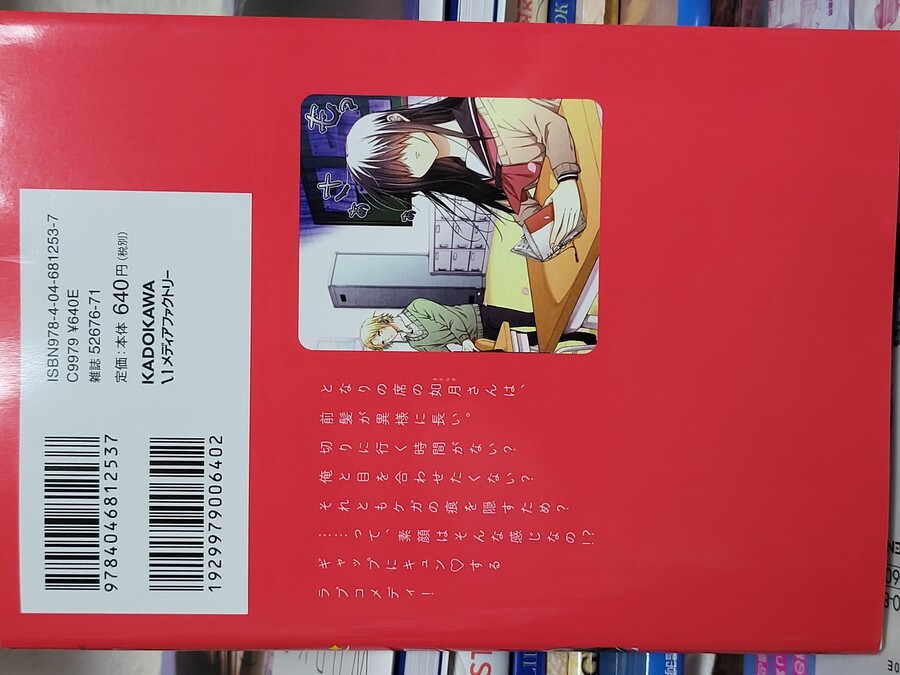 ISBN978-4-04-681253-7
C9979 ¥640E
雑誌 52676-71
定価：本体 640円（税別）
KADOKAWA
メディアファクトリー
9784046812537
1929979006402
となりの席の如月さんは、
前髪が異様に長い。
切りに行く時間がない？
俺と目を合わせたくない？
それともケガの痕を隠すため？
……って、素顔はそんな感じなの!?
ギャップにキュン♡する
ラブコメディ！